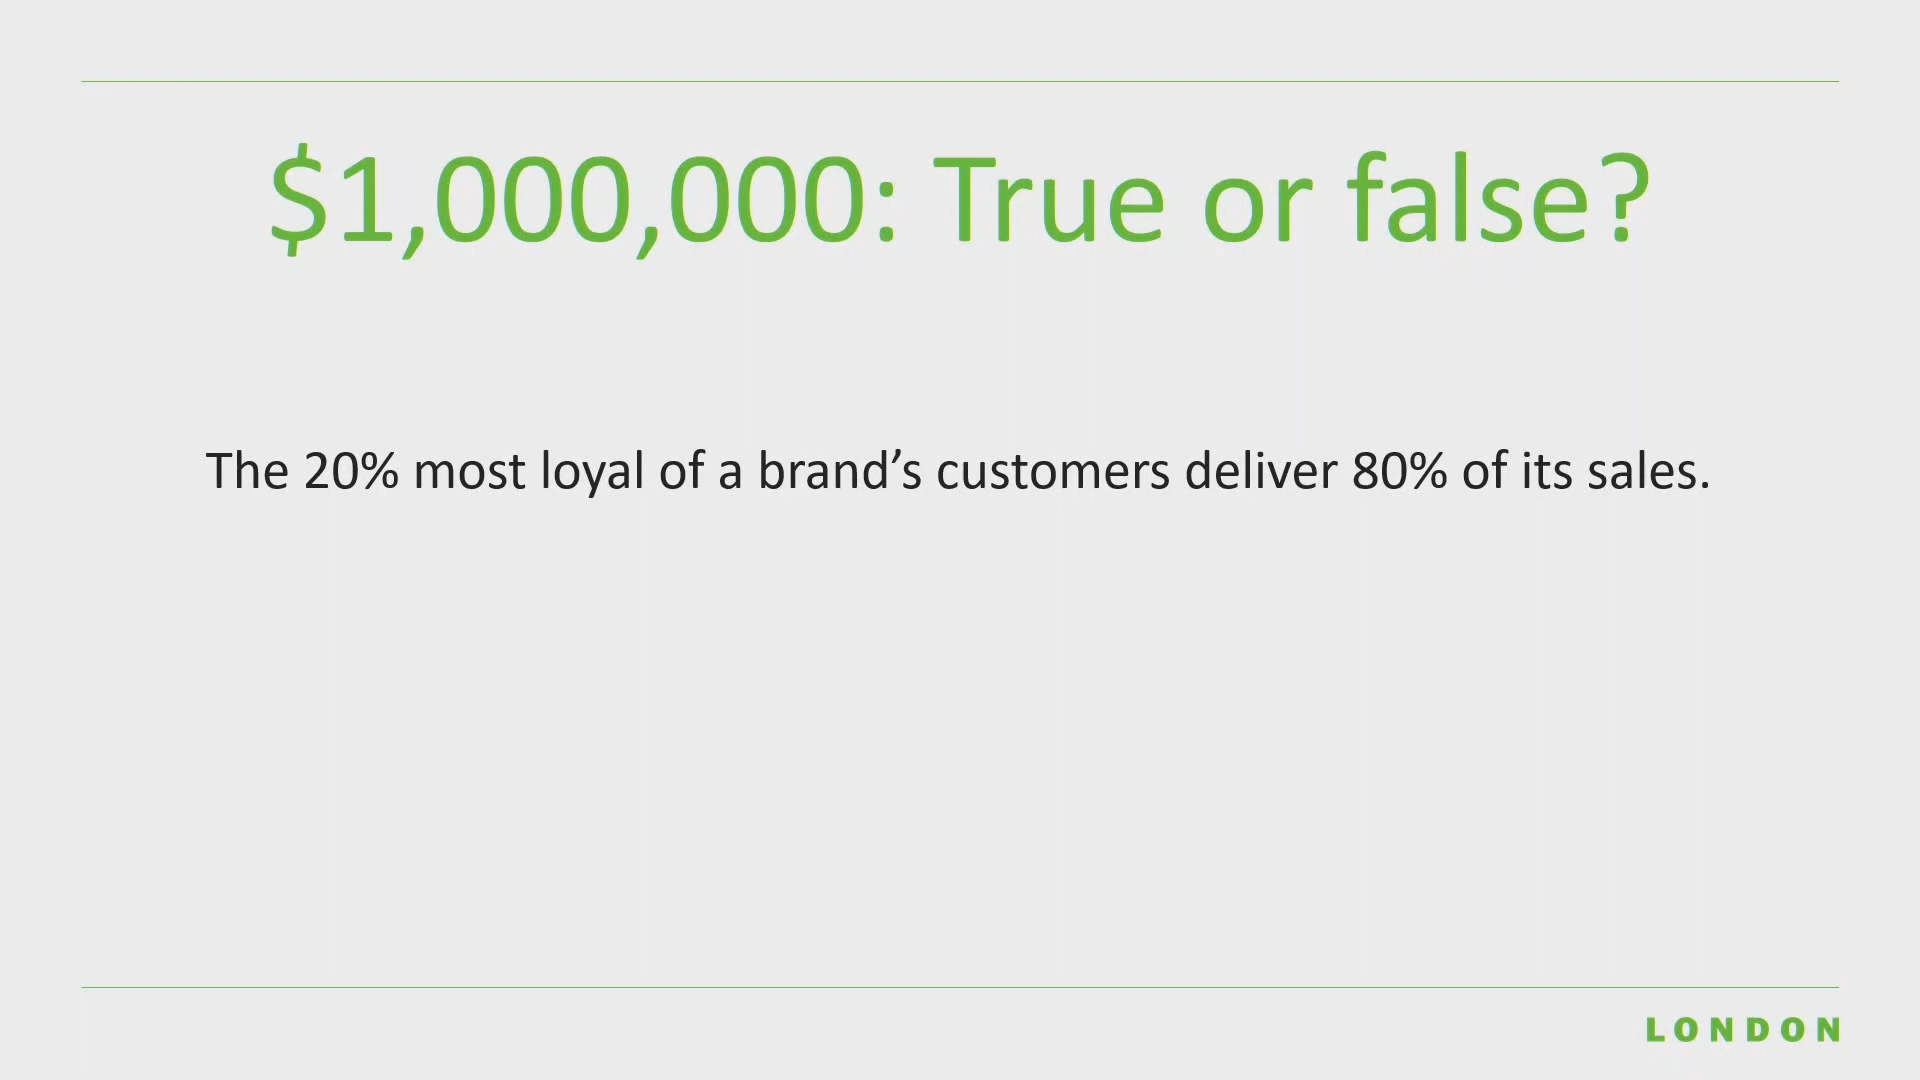 $1,000,000: True or false?
The 20% most loyal of a brand’s customers deliver 80% of its sales.
LONDON